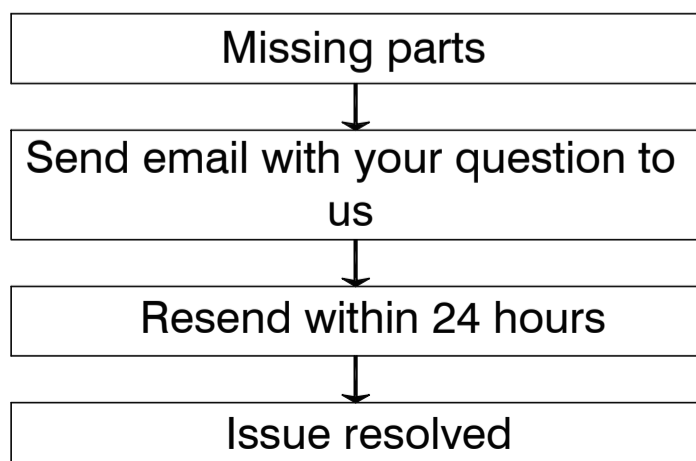 Missing parts
Send email with your question to
us
Resend within 24 hours
Issue resolved